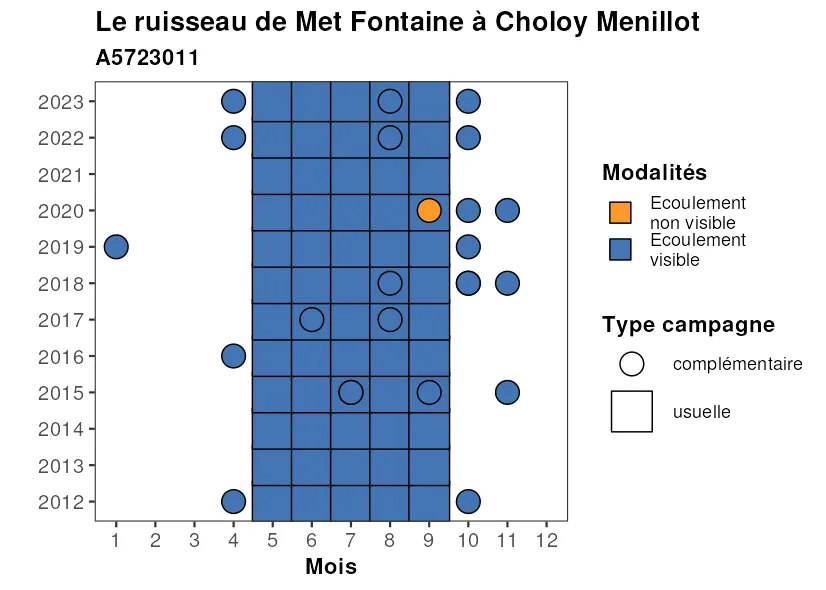 Le ruisseau de Met Fontaine à Choloy Menillot
A5723011
2023
2022
2021
2020
2019
2018
2017
2016
2015
2014
2013
2012
1 2 3 4 5 6 7 8 9 10 11 12
Mois
Modalités
Ecoulement
non visible
Ecoulement
visible
Type campagne
complémentaire
usuelle